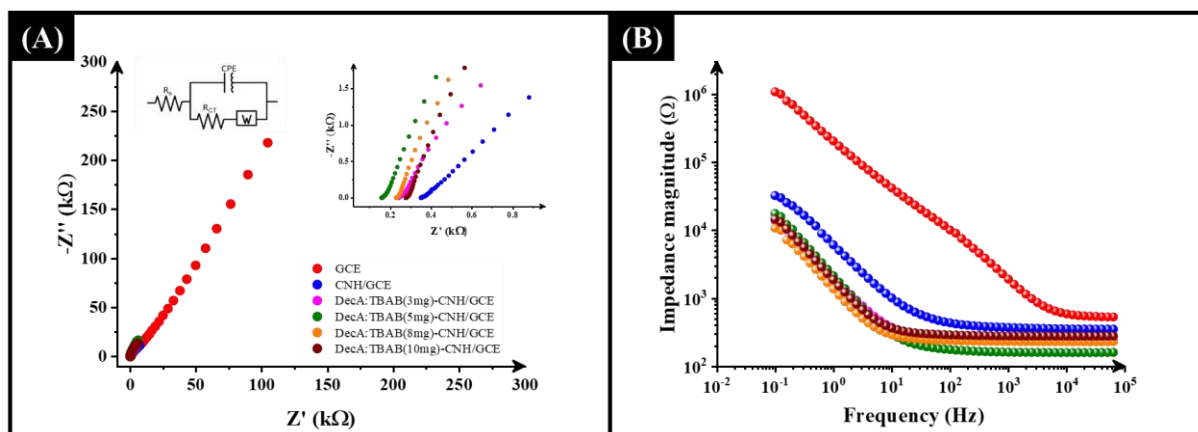 (A)
300
250
200
150
100
50
0
-Z'' (kΩ)
0
50
100
150
200
250
300
Z' (kΩ)
CPE
R_s
R_CT
W
1.5
1.0
0.5
0.0
-Z'' (kΩ)
0.2
0.4
0.6
0.8
Z' (kΩ)
GCE
CNH/GCE
DecA:TBAB(3mg)-CNH/GCE
DecA:TBAB(5mg)-CNH/GCE
DecA:TBAB(8mg)-CNH/GCE
DecA:TBAB(10mg)-CNH/GCE
(B)
10⁶
10⁵
10⁴
10³
10²
Impedance magnitude (Ω)
10⁻²
10⁻¹
10⁰
10¹
10²
10³
10⁴
10⁵
Frequency (Hz)